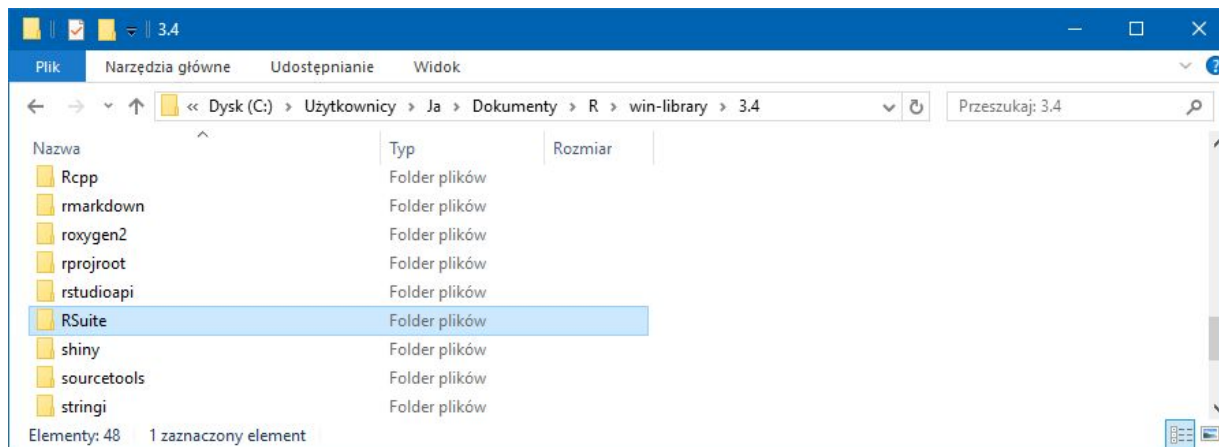 3.4
Plik Narzędzia główne Udostępnianie Widok
« Dysk (C:) › Użytkownicy › Ja › Dokumenty › R › win-library › 3.4 Przeszukaj: 3.4
Nazwa Typ Rozmiar
Rcpp Folder plików
rmarkdown Folder plików
roxygen2 Folder plików
rprojroot Folder plików
rstudioapi Folder plików
RSuite Folder plików
shiny Folder plików
sourcetools Folder plików
stringi Folder plików
Elementy: 48 1 zaznaczony element